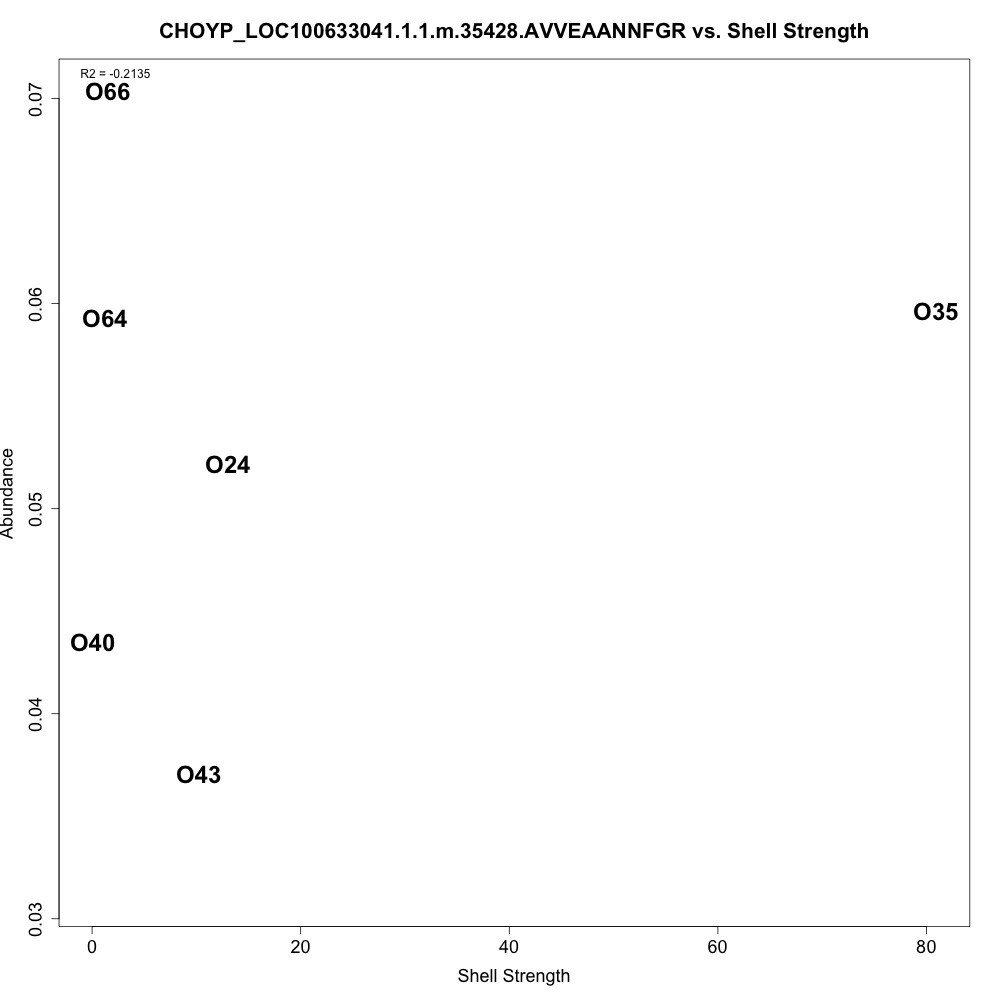 CHOYP_LOC100633041.1.1.m.35428.AVVEAANNFGR vs. Shell Strength
R2 = -0.2135
O66
O64
O35
O24
O40
O43
Abundance
0.07
0.06
0.05
0.04
0.03
0
20
40
60
80
Shell Strength